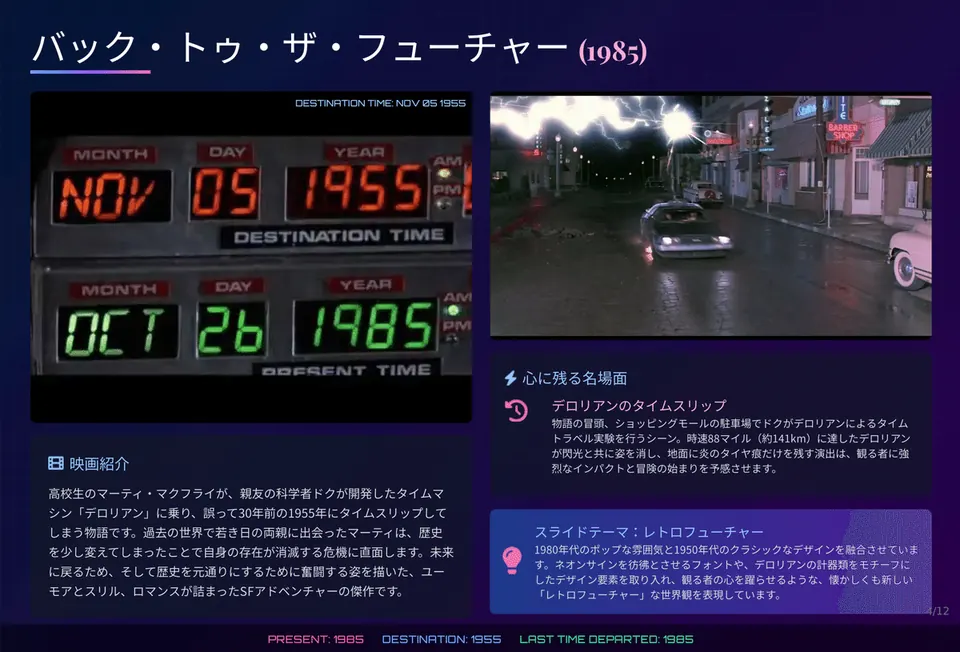 バック・トゥ・ザ・フューチャー (1985)
DESTINATION TIME: NOV 05 1955
MONTH DAY YEAR
AM
NOV 05 1955
PM
DESTINATION TIME
MONTH DAY YEAR
AM
OCT 26 1985
PM
PRESENT TIME
映画紹介
高校生のマーティ・マクフライが、親友の科学者ドクが開発したタイムマ
シン「デロリアン」に乗り、誤って30年前の1955年にタイムスリップして
しまう物語です。過去の世界で若き日の両親に出会ったマーティは、歴史
を少し変えてしまったことで自身の存在が消滅する危機に直面します。未来
に戻るため、そして歴史を元通りにするために奮闘する姿を描いた、ユー
モアとスリル、ロマンスが詰まったSFアドベンチャーの傑作です。
BARBER
SHOP
心に残る名場面
デロリアンのタイムスリップ
物語の冒頭、ショッピングモールの駐車場でドクがデロリアンによるタイム
トラベル実験を行うシーン。時速88マイル（約141km）に達したデロリアン
が閃光と共に姿を消し、地面に炎のタイヤ痕だけを残す演出は、観る者に強
烈なインパクトと冒険の始まりを予感させます。
スライドテーマ：レトロフューチャー
1980年代のポップな雰囲気と1950年代のクラシックなデザインを融合させていま
す。ネオンサインを彷彿とさせるフォントや、デロリアンの計器類をモチーフに
したデザイン要素を取り入れ、観る者の心を躍らせるような、懐かしくも新しい
「レトロフューチャー」な世界観を表現しています。
4/12
PRESENT: 1985 DESTINATION: 1955 LAST TIME DEPARTED: 1985